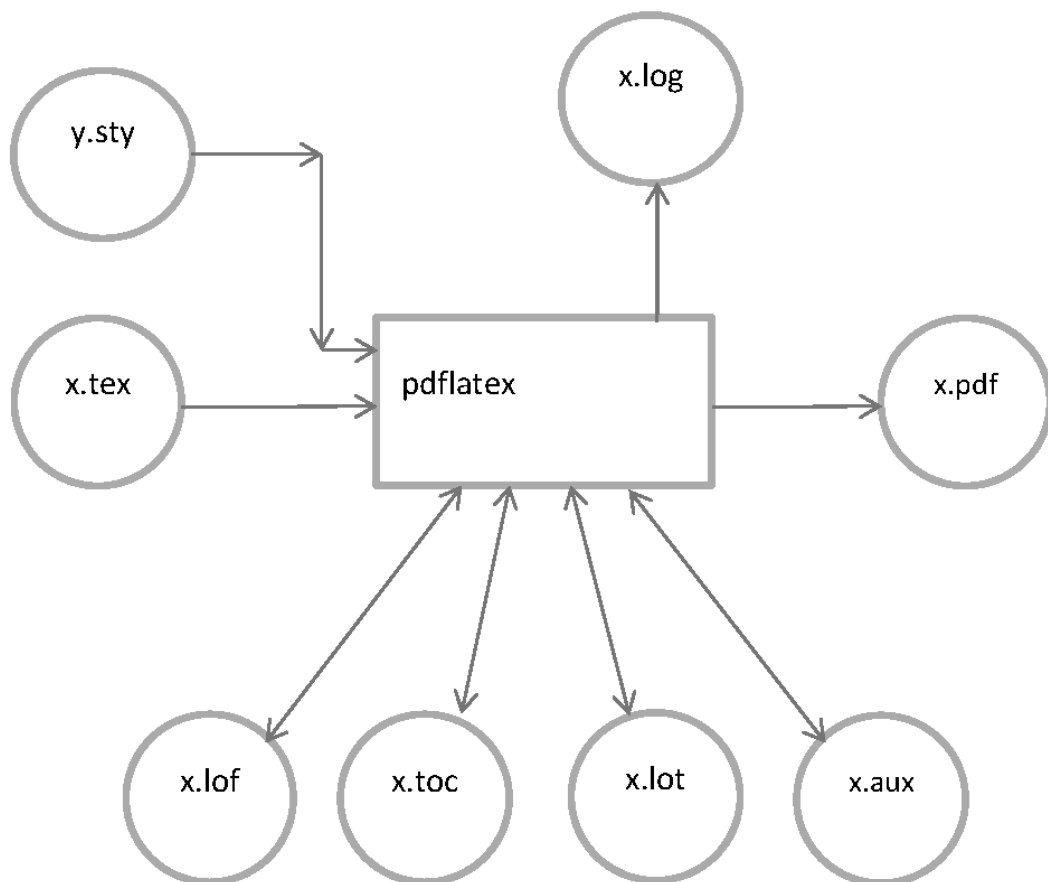 x.log
y.sty
x.tex
pdflatex
x.pdf
x.lof
x.toc
x.lot
x.aux